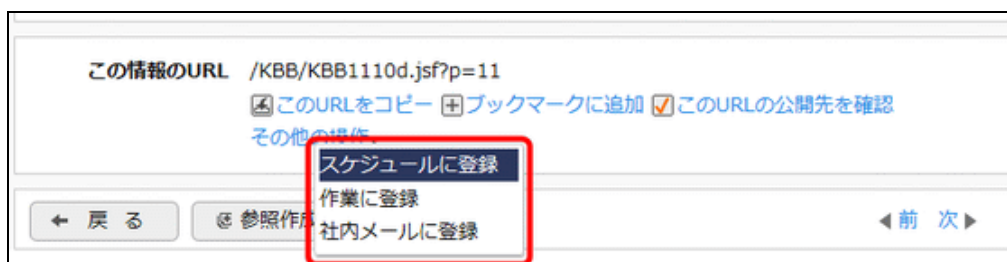 この情報のURL /KBB/KBB1110d.jsf?p=11
このURLをコピー ブックマークに追加 このURLの公開先を確認
その他の操作
スケジュールに登録
作業に登録
社内メールに登録
戻 る 参照作成 前 次